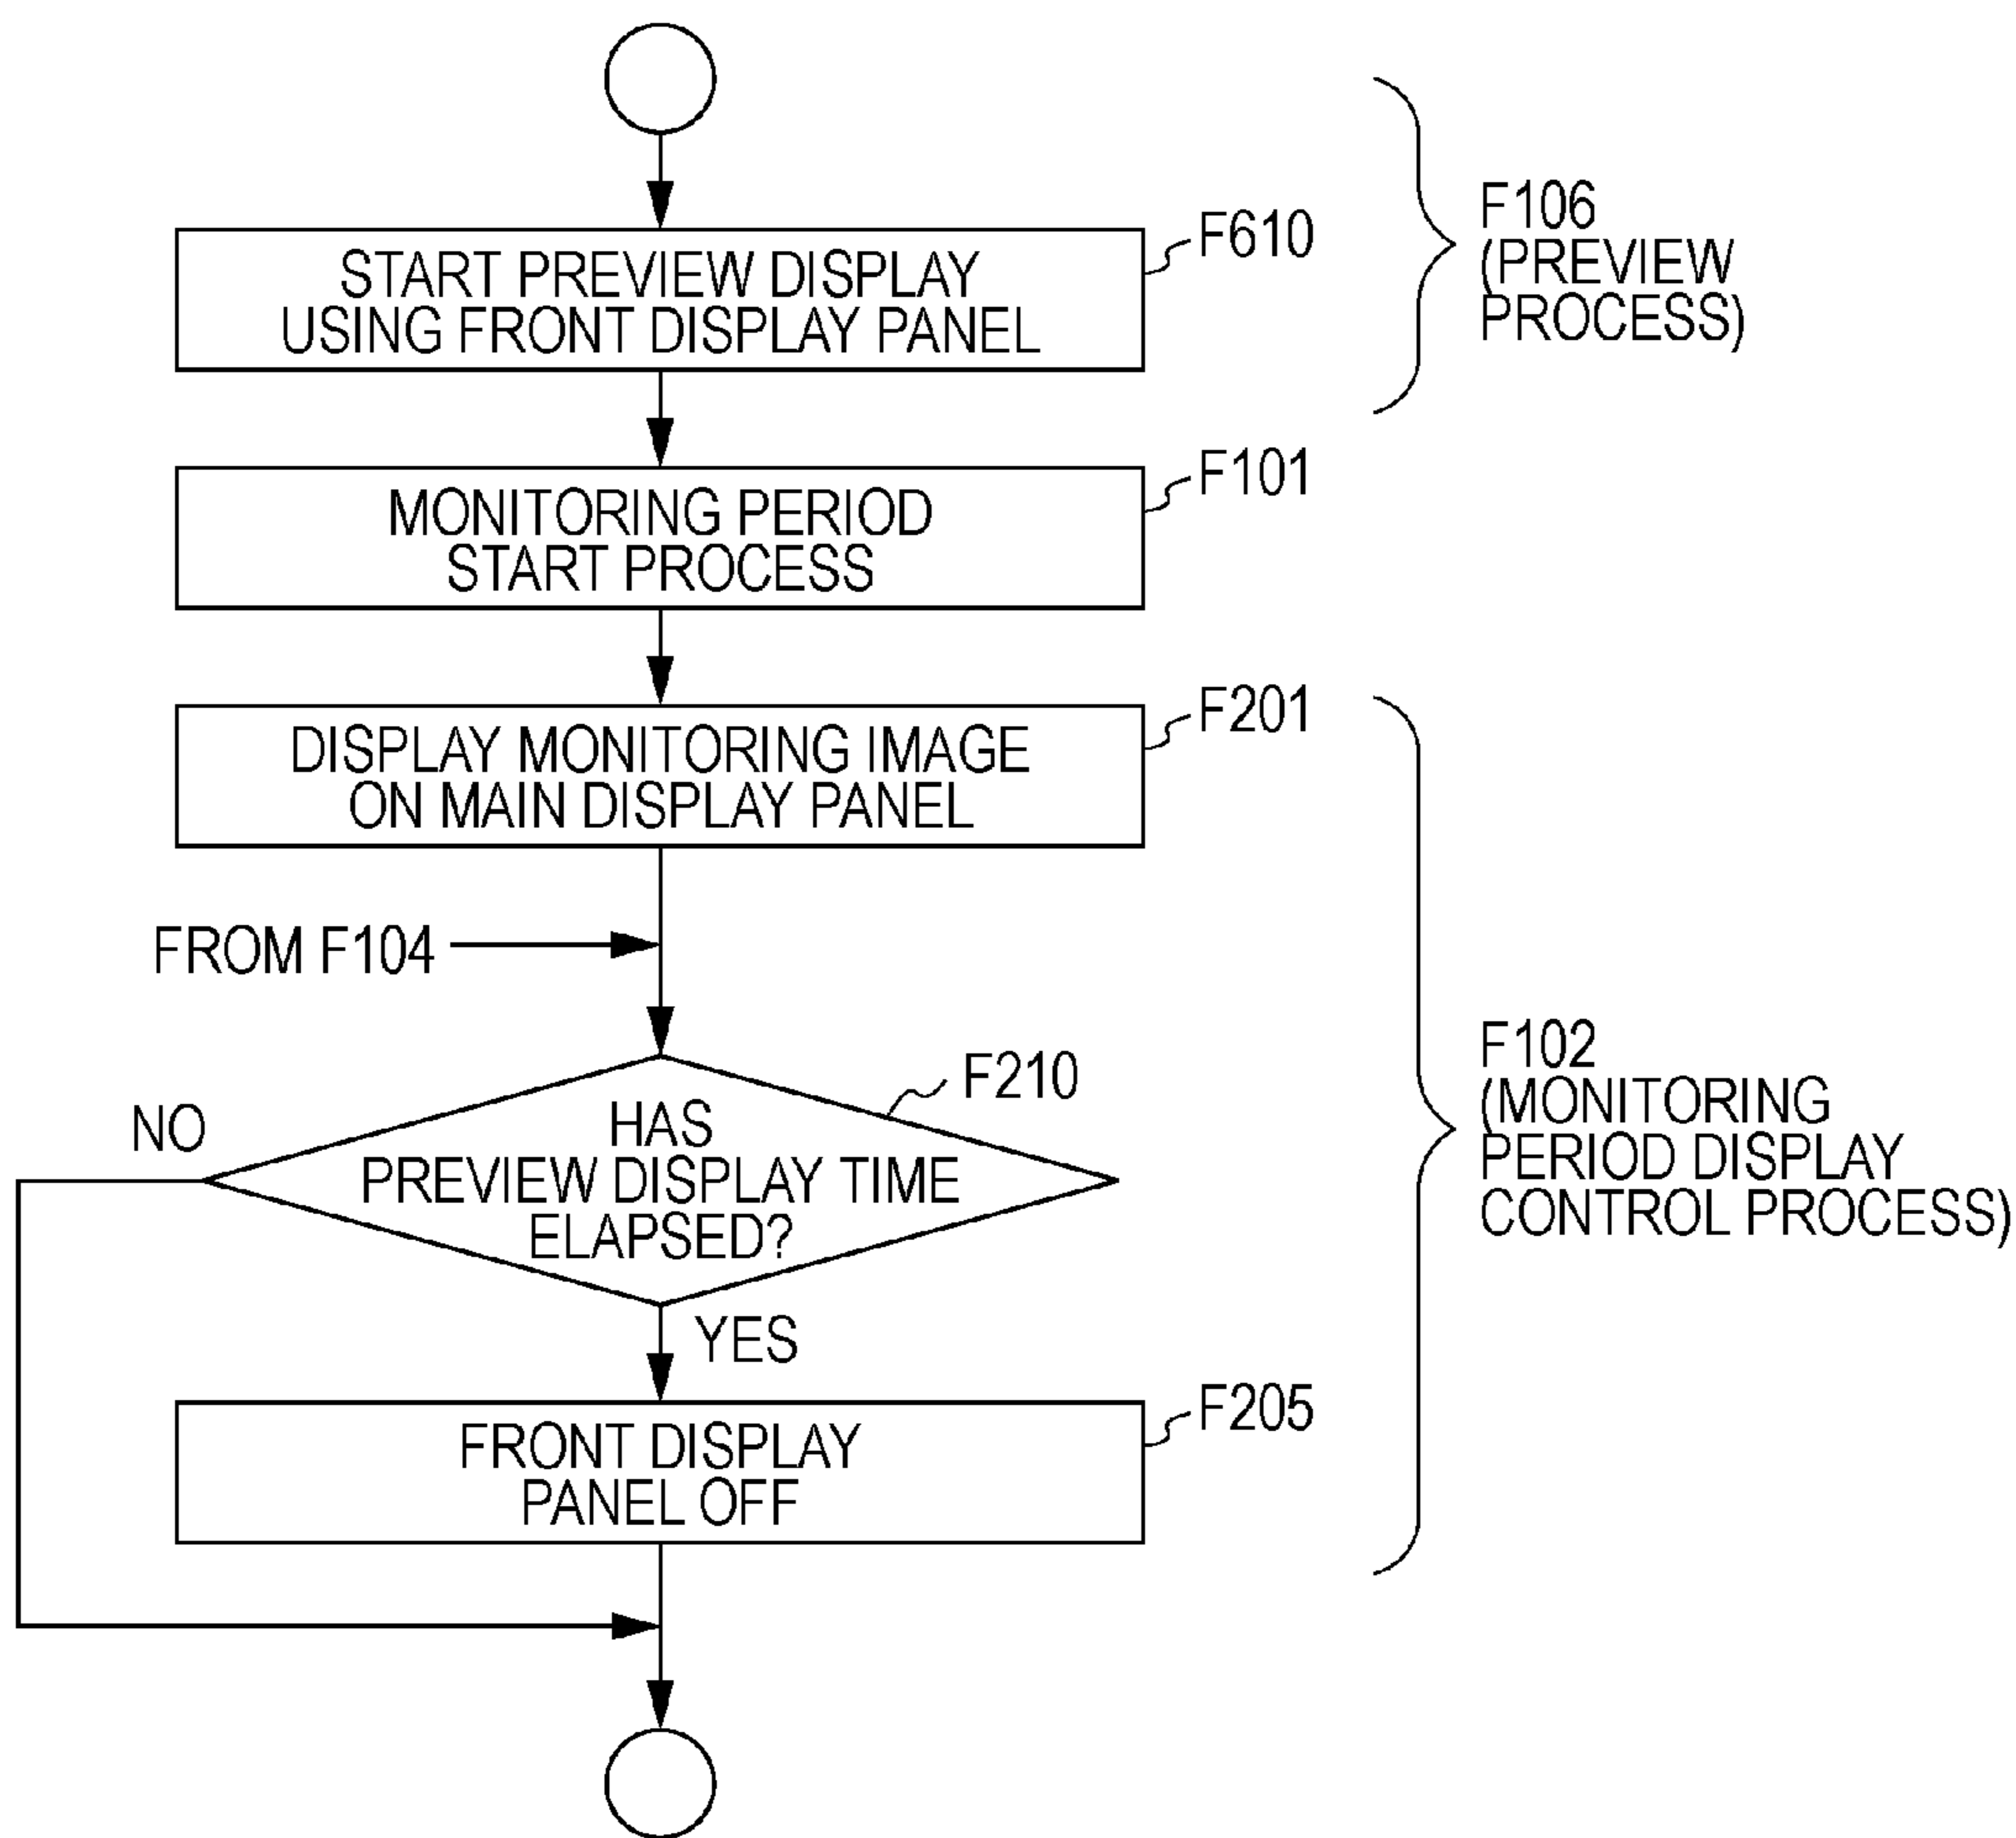 START PREVIEW DISPLAY
USING FRONT DISPLAY PANEL
F610
F106
(PREVIEW
PROCESS)
MONITORING PERIOD
START PROCESS
F101
DISPLAY MONITORING IMAGE
ON MAIN DISPLAY PANEL
F201
FROM F104
F210
NO
HAS
PREVIEW DISPLAY TIME
ELAPSED?
YES
F102
(MONITORING
PERIOD DISPLAY
CONTROL PROCESS)
FRONT DISPLAY
PANEL OFF
F205